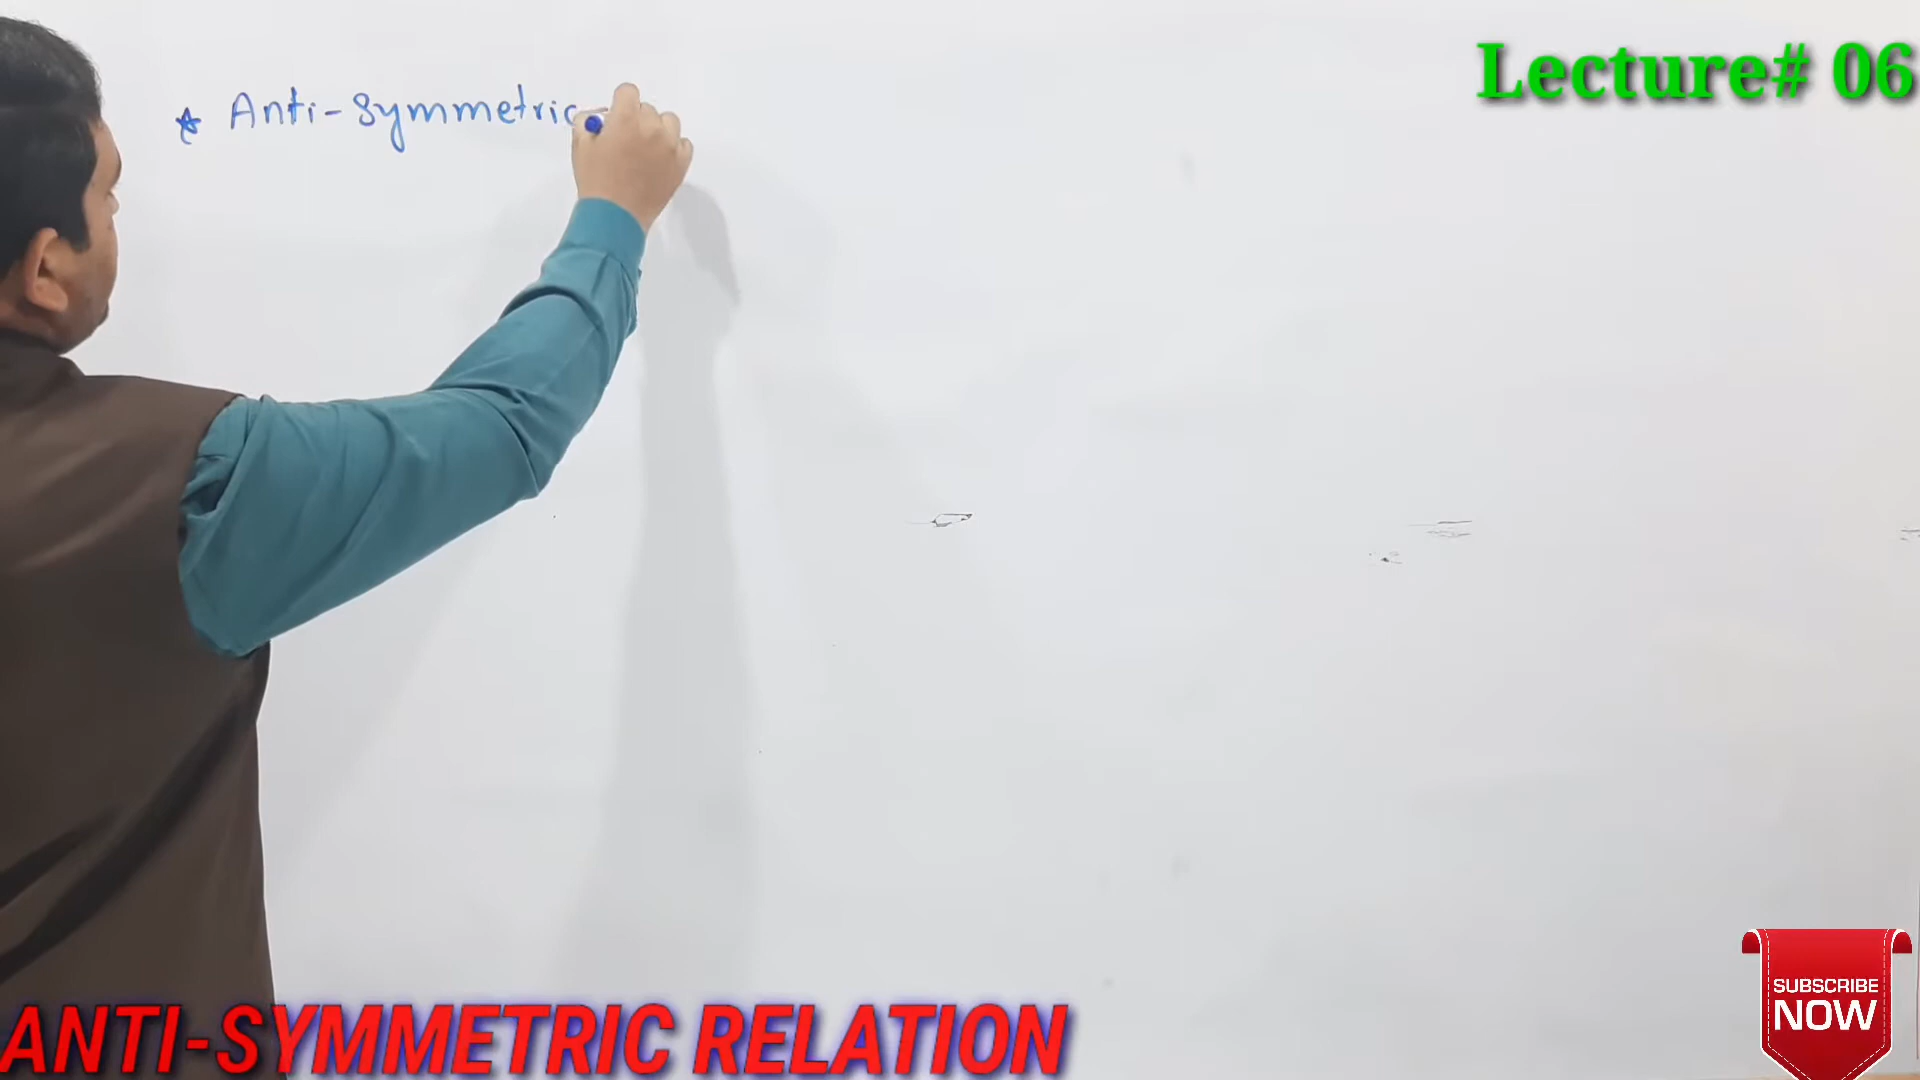 Lecture# 06
★ Anti-symmetric
ANTI-SYMMETRIC RELATION
SUBSCRIBE
NOW